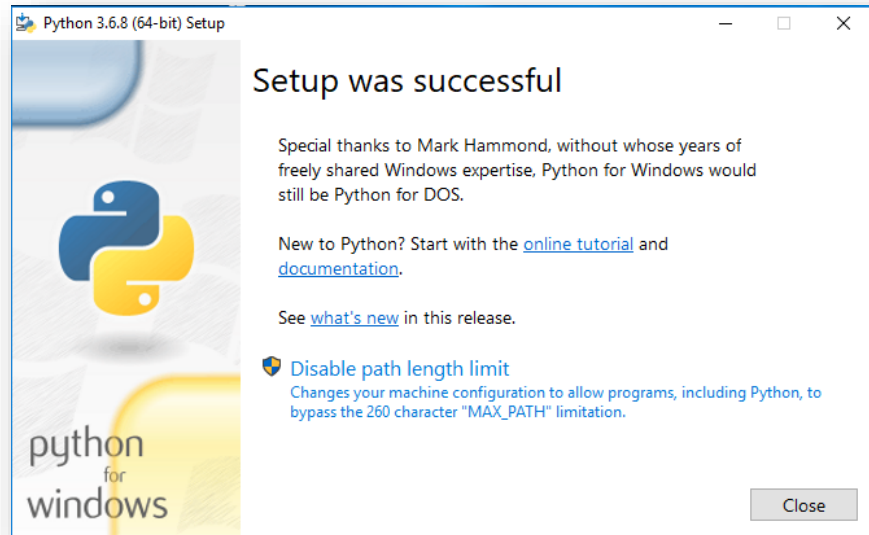 Python 3.6.8 (64-bit) Setup
Setup was successful
Special thanks to Mark Hammond, without whose years of
freely shared Windows expertise, Python for Windows would
still be Python for DOS.
New to Python? Start with the online tutorial and
documentation.
See what's new in this release.
Disable path length limit
Changes your machine configuration to allow programs, including Python, to
bypass the 260 character "MAX_PATH" limitation.
python
for
windows
Close